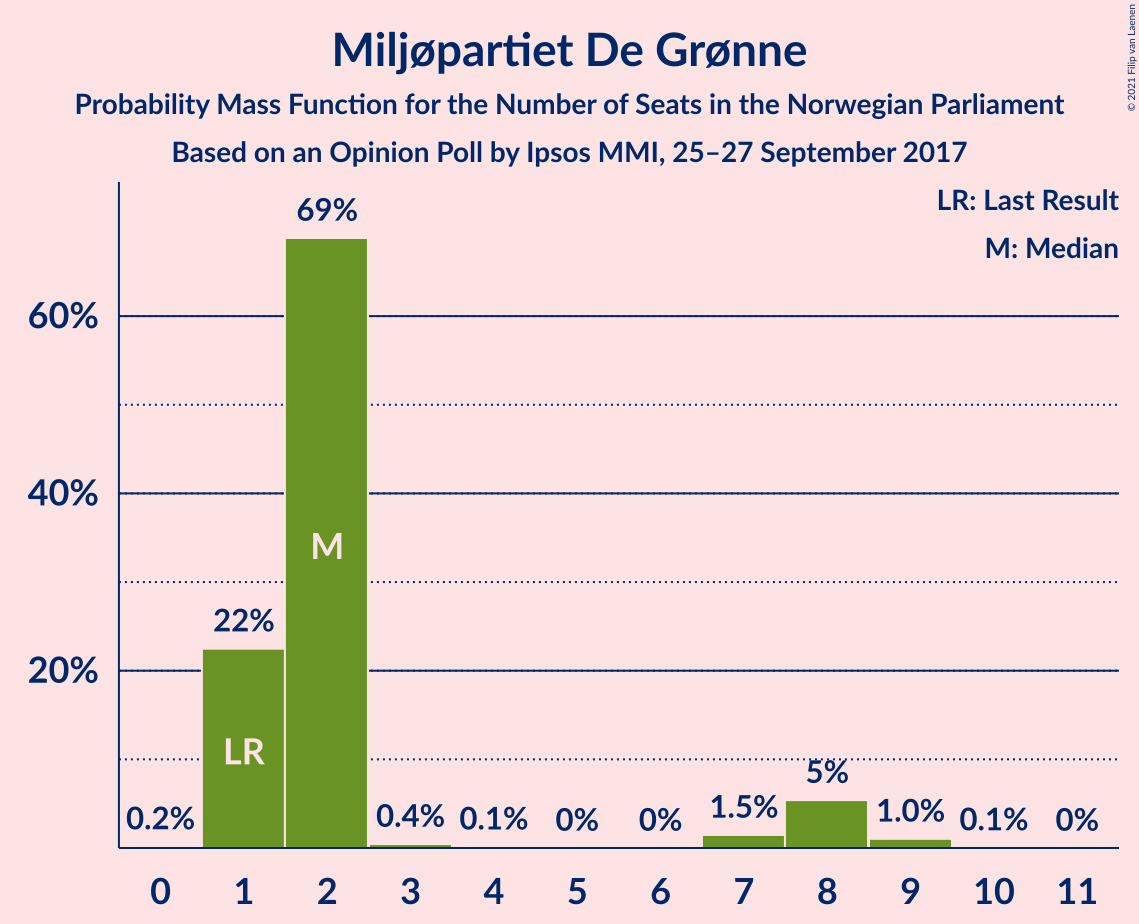 Miljøpartiet De Grønne
Probability Mass Function for the Number of Seats in the Norwegian Parliament
Based on an Opinion Poll by Ipsos MMI, 25–27 September 2017
© 2021 Filip van Laenen
LR: Last Result
M: Median
69%
60%
40%
M
22%
20%
LR
5%
0.2%
0.4%
0.1%
0%
0%
1.5%
1.0%
0.1%
0%
0 1 2 3 4 5 6 7 8 9 10 11